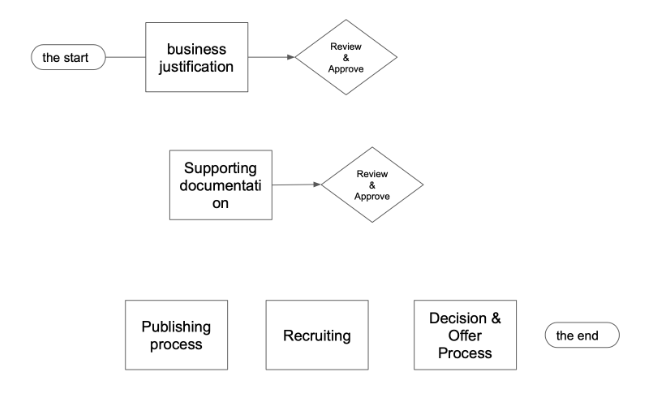 the start
business
justification
Review
&
Approve
Supporting
documentati
on
Review
&
Approve
Publishing
process
Recruiting
Decision &
Offer
Process
the end